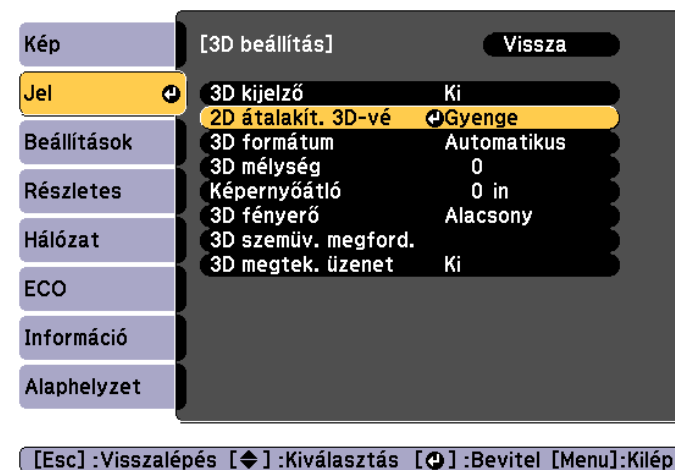 Kép
Jel
Beállítások
Részletes
Hálózat
ECO
Információ
Alaphelyzet
[3D beállítás] Vissza
3D kijelző Ki
2D átalakít. 3D-vé Gyenge
3D formátum Automatikus
3D mélység 0
Képernyőátló 0 in
3D fényerő Alacsony
3D szemüv. megford.
3D megtek. üzenet Ki
[Esc] :Visszalépés [◆] :Kiválasztás [⏎] :Bevitel [Menu]:Kilép